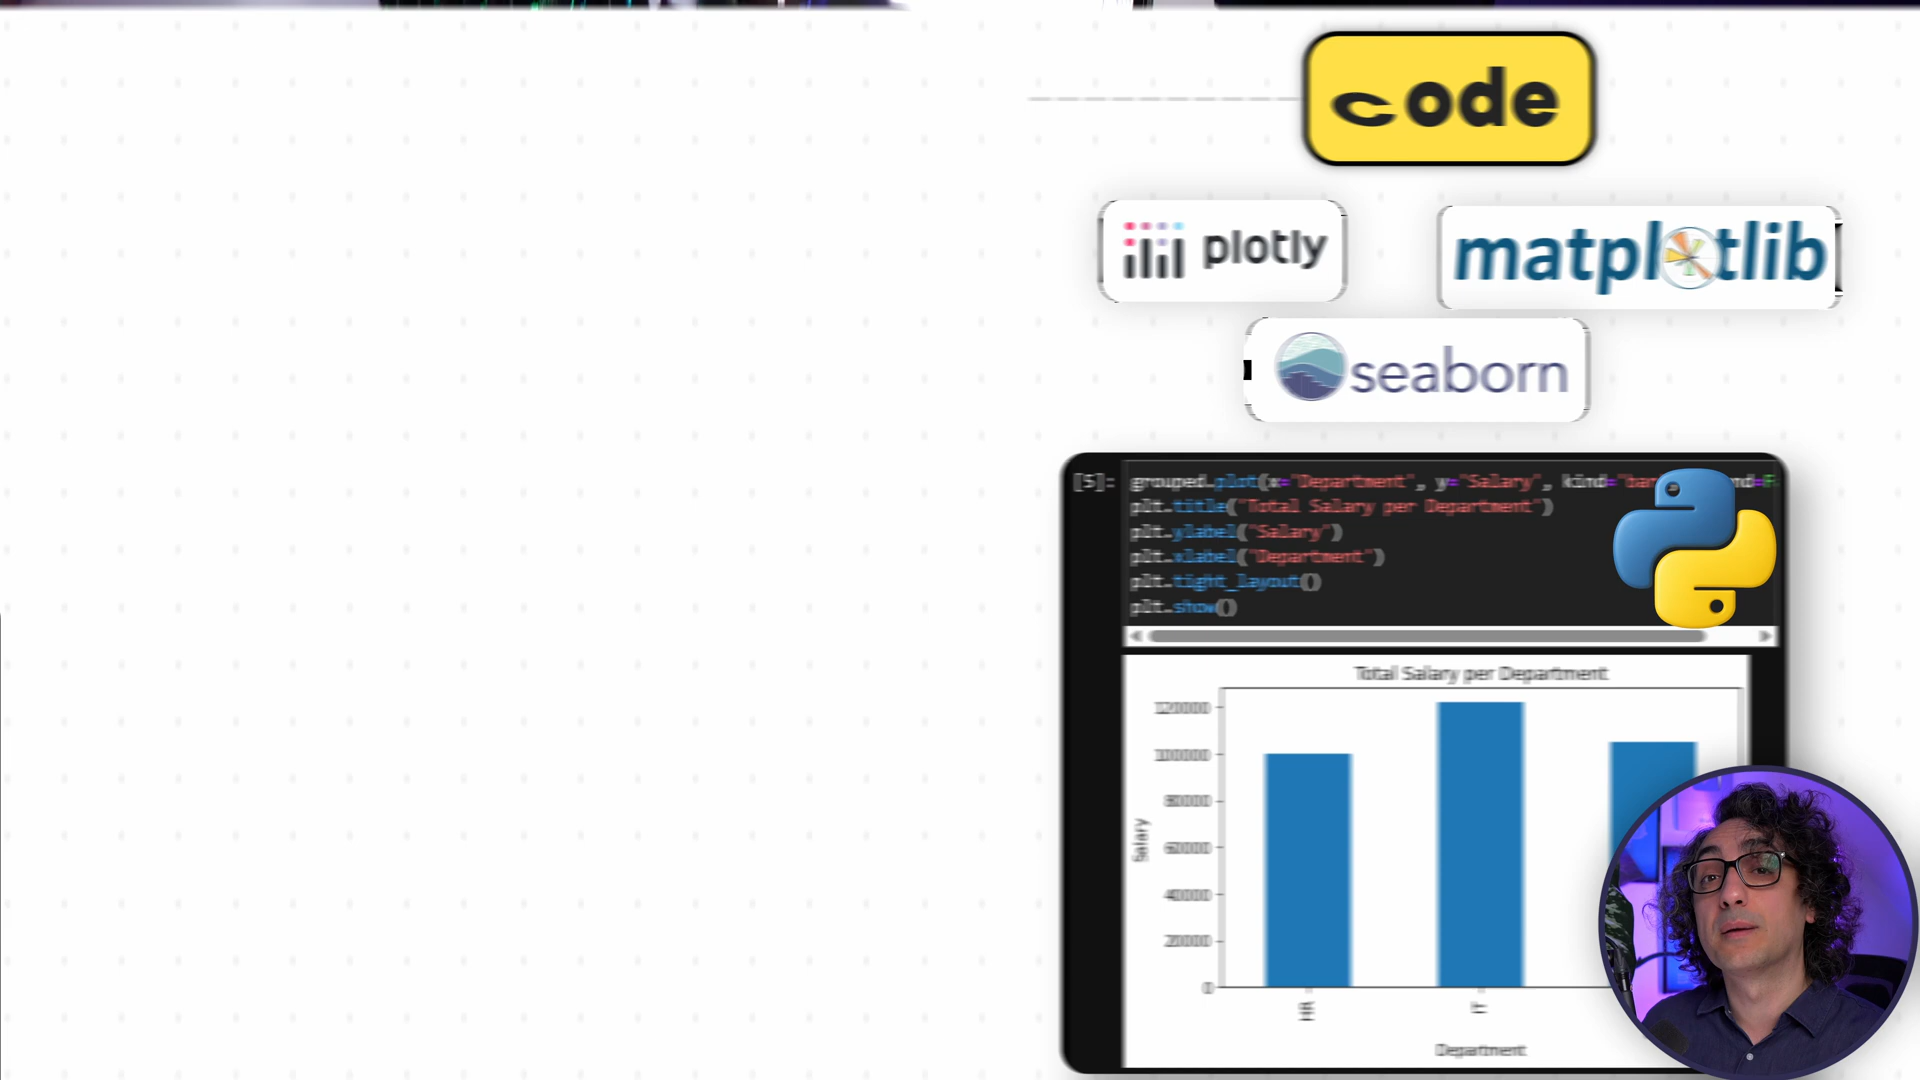 code
plotly
matplotlib
seaborn
[5]: grouped.plot(x="Department", y="Salary", kind="bar
plt.title("Total Salary per Department")
plt.ylabel("Salary")
plt.xlabel("Department")
plt.tight_layout()
plt.show()
Total Salary per Department
120000
100000
80000
60000
40000
20000
0
Salary
HR
IT
Department